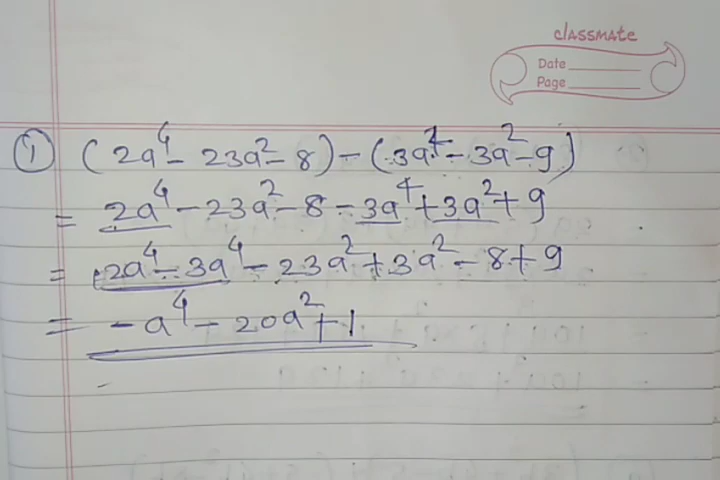 classmate
Date
Page
① (2a⁴ - 23a² - 8) - (3a⁴ - 3a² - 9)
= 2a⁴ - 23a² - 8 - 3a⁴ + 3a² + 9
= 2a⁴ - 3a⁴ - 23a² + 3a² - 8 + 9
= -a⁴ - 20a² + 1